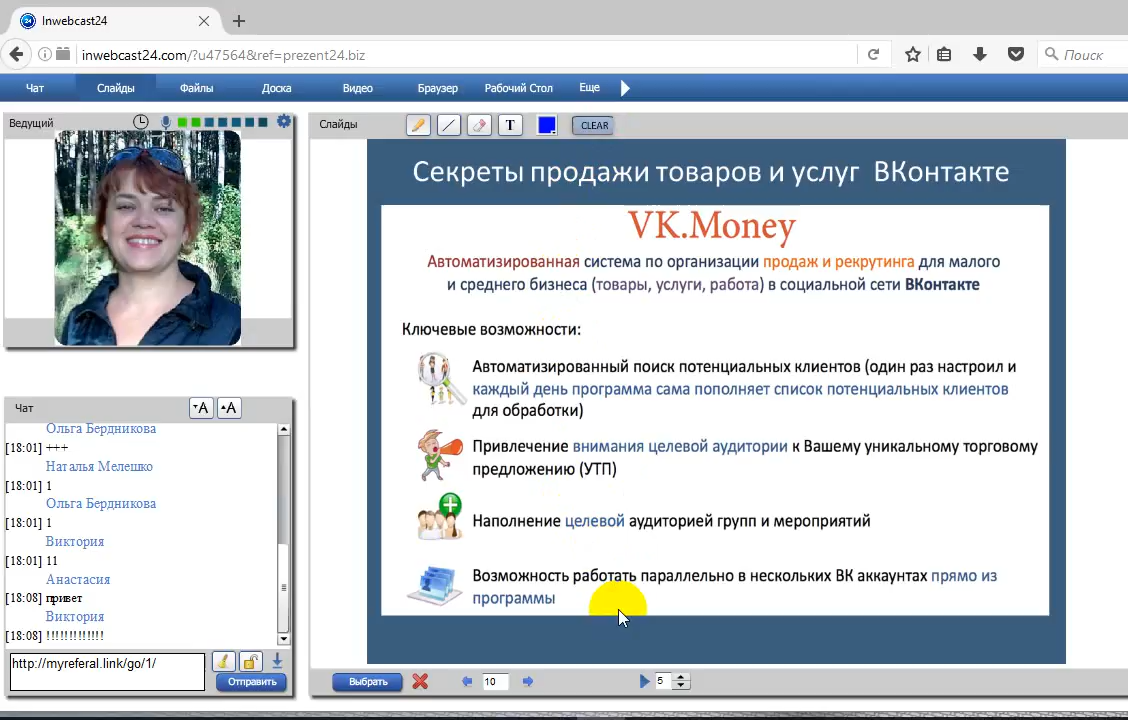 Inwebcast24
inwebcast24.com/?u47564&ref=prezent24.biz
Поиск
Чат Слайды Файлы Доска Видео Браузер Рабочий Стол Еще
Ведущий
Слайды
T
CLEAR
Секреты продажи товаров и услуг ВКонтакте
VK.Money
Автоматизированная система по организации продаж и рекрутинга для малого
и среднего бизнеса (товары, услуги, работа) в социальной сети ВКонтакте
Ключевые возможности:
Автоматизированный поиск потенциальных клиентов (один раз настроил и
каждый день программа сама пополняет список потенциальных клиентов
для обработки)
Привлечение внимания целевой аудитории к Вашему уникальному торговому
предложению (УТП)
Наполнение целевой аудиторией групп и мероприятий
Возможность работать параллельно в нескольких ВК аккаунтах прямо из
программы
Чат
A A
Ольга Бердникова
[18:01] +++
Наталья Мелешко
[18:01] 1
Ольга Бердникова
[18:01] 1
Виктория
[18:01] 11
Анастасия
[18:08] привет
Виктория
[18:08] !!!!!!!!!!!!!
http://myreferal.link/go/1/
Отправить
Выбрать
10
5